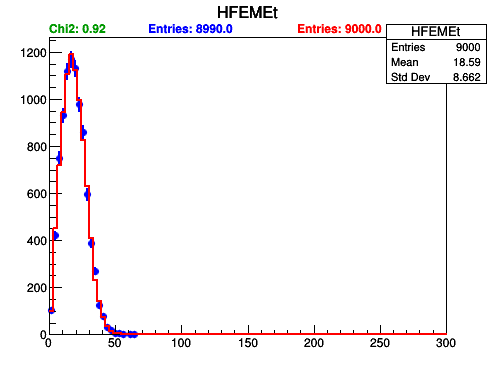 HFEMEt
Chi2: 0.92 Entries: 8990.0 Entries: 9000.0
HFEMEt
Entries 9000
Mean 18.59
Std Dev 8.662
1200
1000
800
600
400
200
0
0 50 100 150 200 250 300